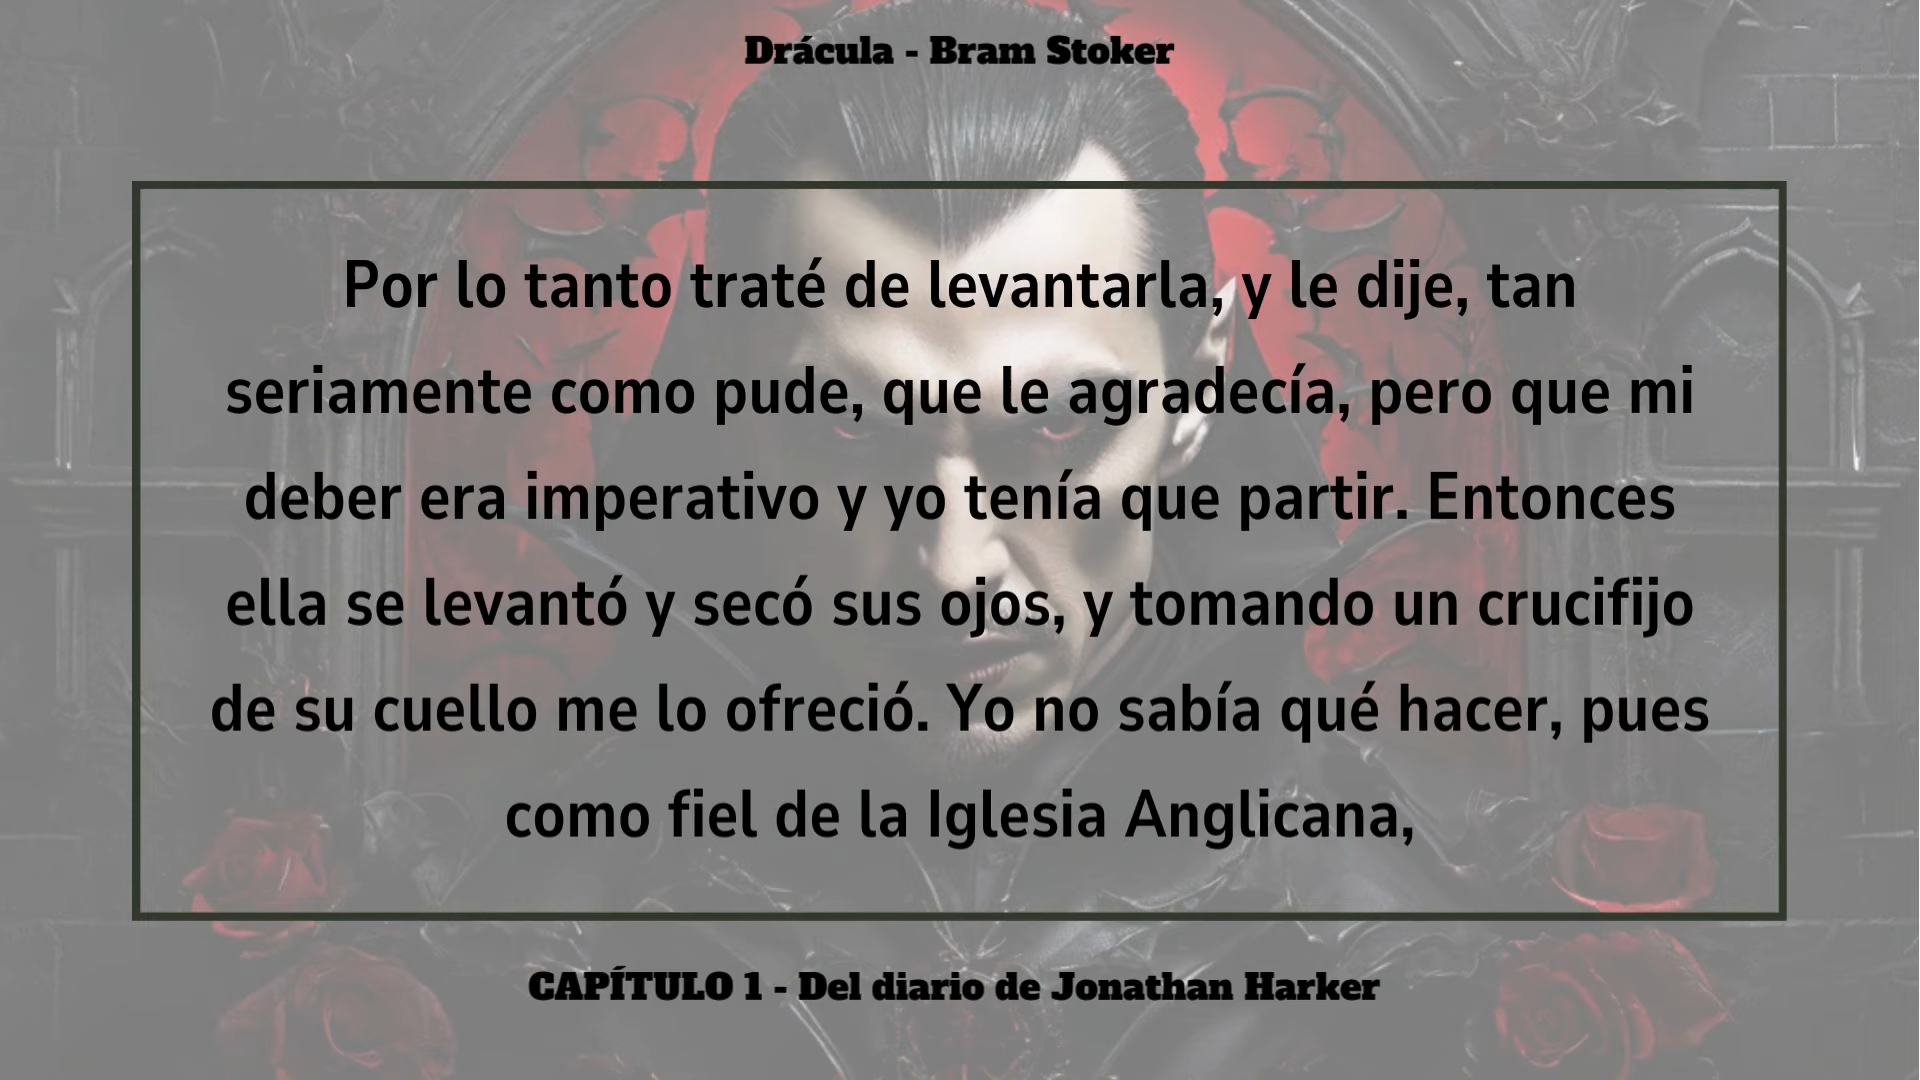 Drácula - Bram Stoker
Por lo tanto traté de levantarla, y le dije, tan
seriamente como pude, que le agradecía, pero que mi
deber era imperativo y yo tenía que partir. Entonces
ella se levantó y secó sus ojos, y tomando un crucifijo
de su cuello me lo ofreció. Yo no sabía qué hacer, pues
como fiel de la Iglesia Anglicana,
CAPÍTULO 1 - Del diario de Jonathan Harker